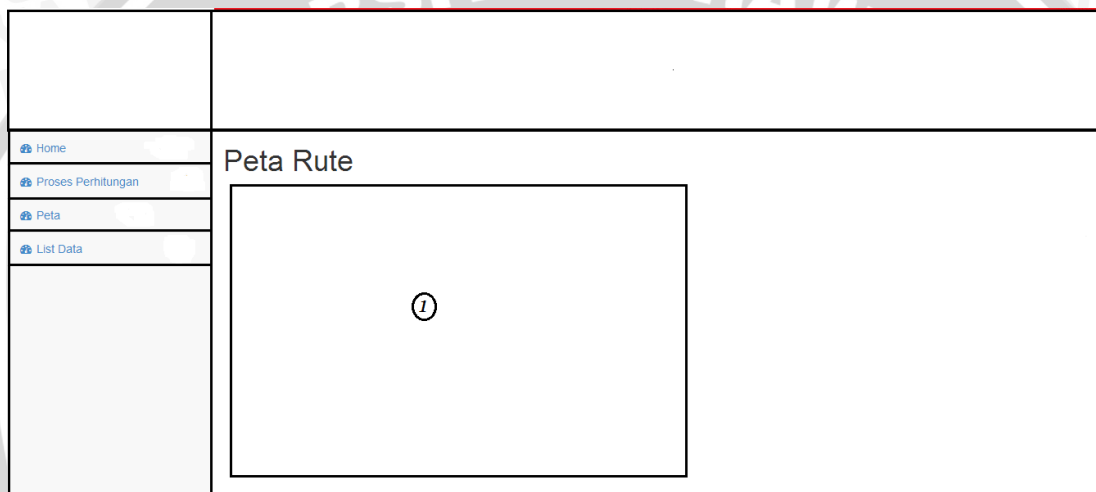 Home
Proses Perhitungan
Peta
List Data
Peta Rute
1